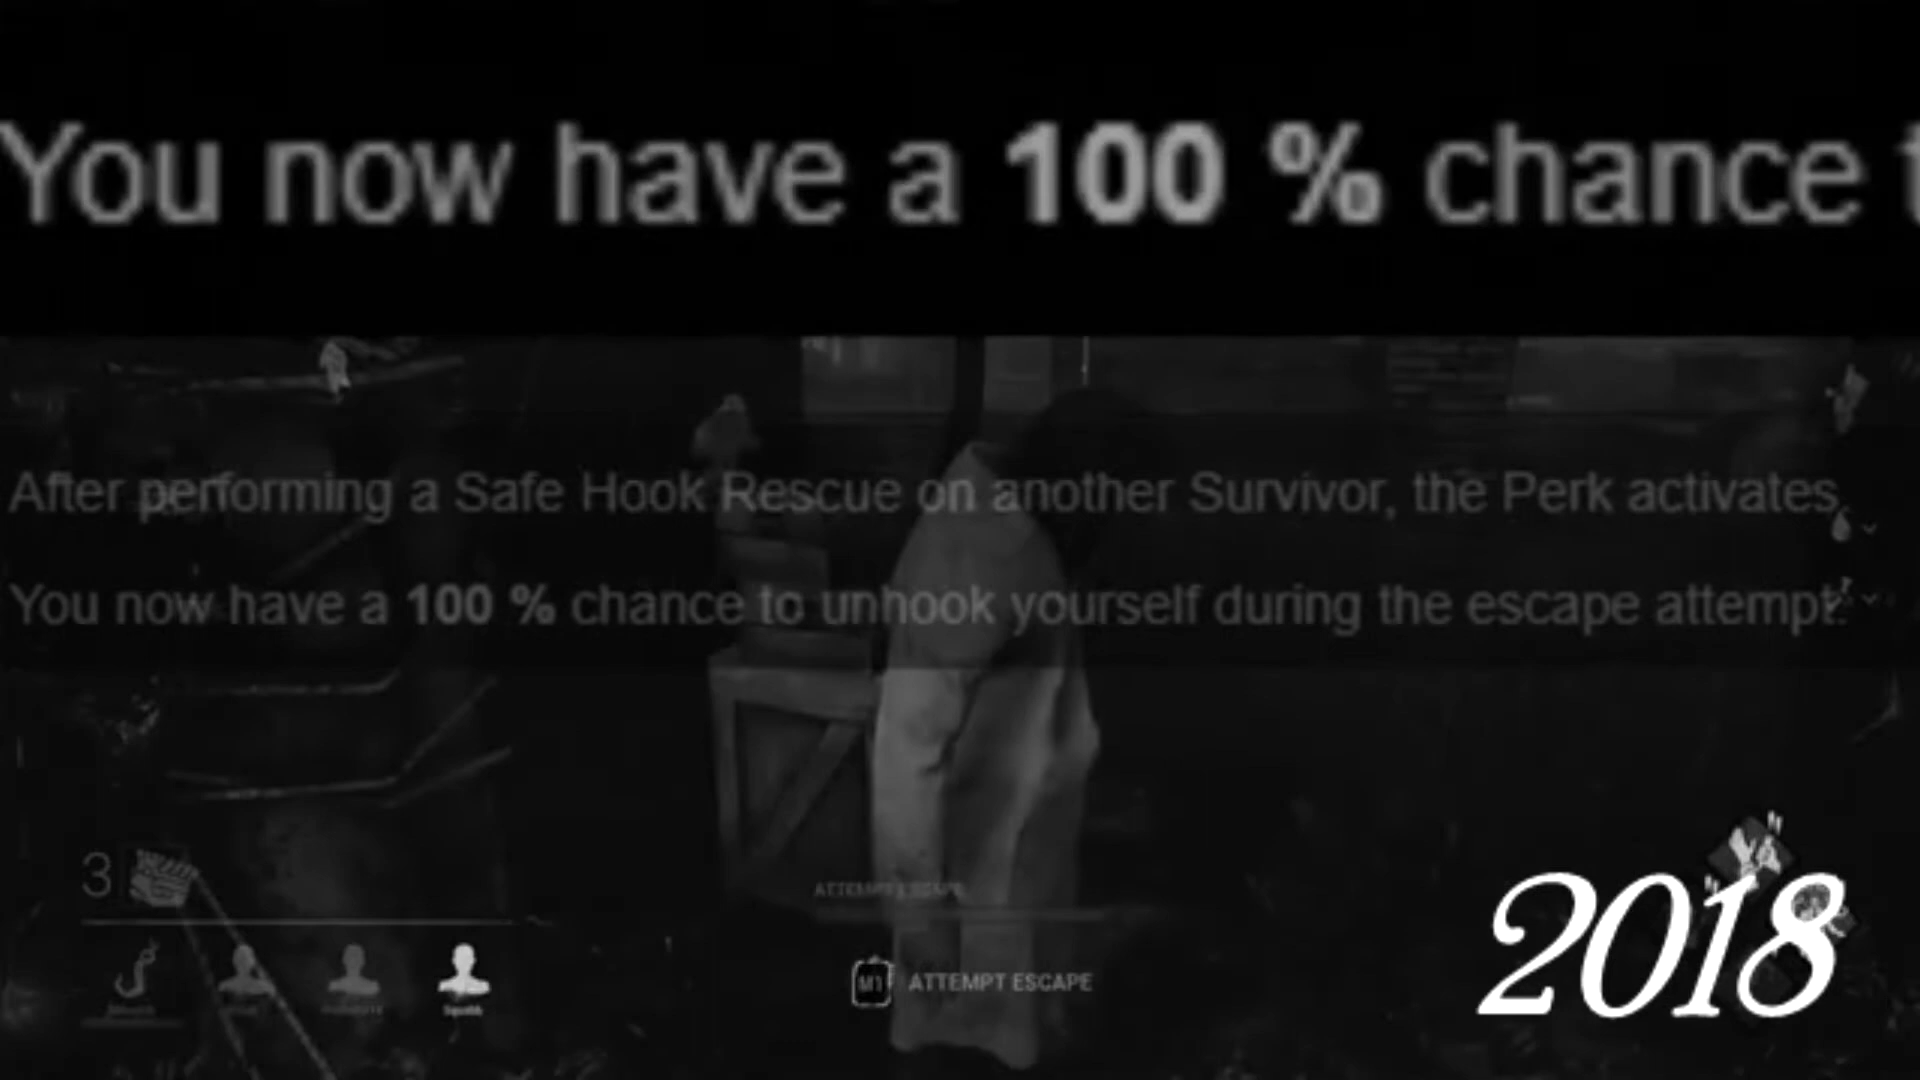 You now have a 100 % chance t
After performing a Safe Hook Rescue on another Survivor, the Perk activates.
You now have a 100 % chance to unhook yourself during the escape attempt.
3
ATTEMPT ESCAPE
M1 ATTEMPT ESCAPE
2018